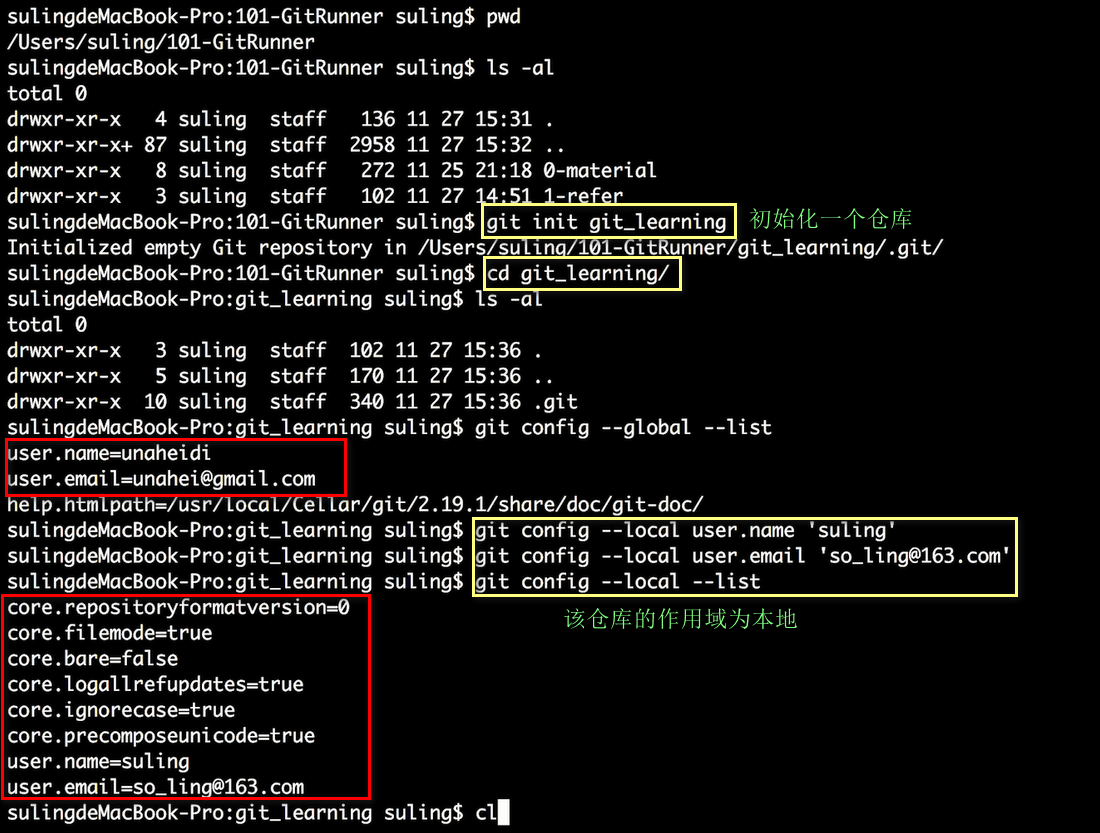 sulingdeMacBook-Pro:101-GitRunner suling$ pwd
/Users/suling/101-GitRunner
sulingdeMacBook-Pro:101-GitRunner suling$ ls -al
total 0
drwxr-xr-x   4 suling  staff   136 11 27 15:31 .
drwxr-xr-x+ 87 suling  staff  2958 11 27 15:32 ..
drwxr-xr-x   8 suling  staff   272 11 25 21:18 0-material
drwxr-xr-x   3 suling  staff   102 11 27 14:51 1-refer
sulingdeMacBook-Pro:101-GitRunner suling$ git init git_learning 初始化一个仓库
Initialized empty Git repository in /Users/suling/101-GitRunner/git_learning/.git/
sulingdeMacBook-Pro:101-GitRunner suling$ cd git_learning/
sulingdeMacBook-Pro:git_learning suling$ ls -al
total 0
drwxr-xr-x   3 suling  staff  102 11 27 15:36 .
drwxr-xr-x   5 suling  staff  170 11 27 15:36 ..
drwxr-xr-x  10 suling  staff  340 11 27 15:36 .git
sulingdeMacBook-Pro:git_learning suling$ git config --global --list
user.name=unaheidi
user.email=unahei@gmail.com
help.htmlpath=/usr/local/Cellar/git/2.19.1/share/doc/git-doc/
sulingdeMacBook-Pro:git_learning suling$ git config --local user.name 'suling'
sulingdeMacBook-Pro:git_learning suling$ git config --local user.email 'so_ling@163.com'
sulingdeMacBook-Pro:git_learning suling$ git config --local --list
core.repositoryformatversion=0
该仓库的作用域为本地
core.filemode=true
core.bare=false
core.logallrefupdates=true
core.ignorecase=true
core.precomposeunicode=true
user.name=suling
user.email=so_ling@163.com
sulingdeMacBook-Pro:git_learning suling$ cl